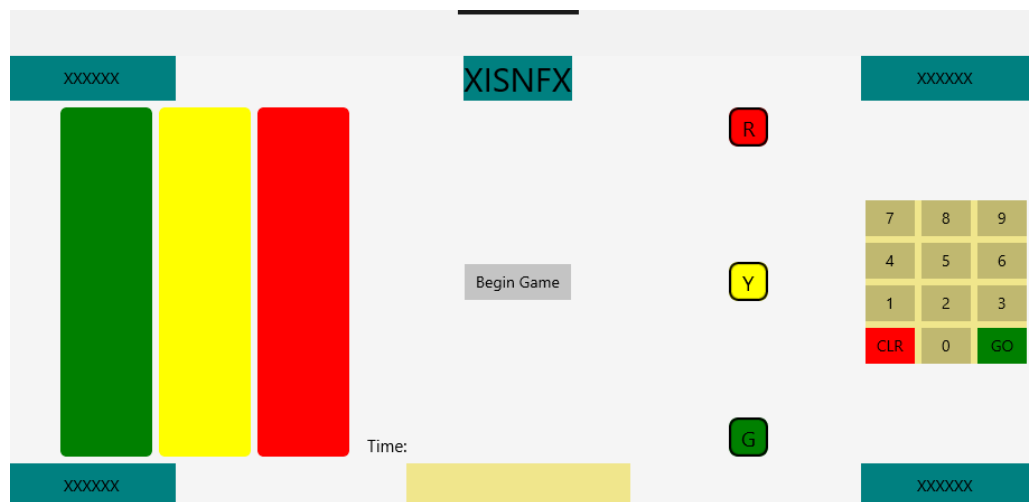 XXXXXX
XISNFX
XXXXXX
R
7 8 9
4 5 6
Begin Game
Y
1 2 3
CLR 0 GO
Time:
G
XXXXXX
XXXXXX